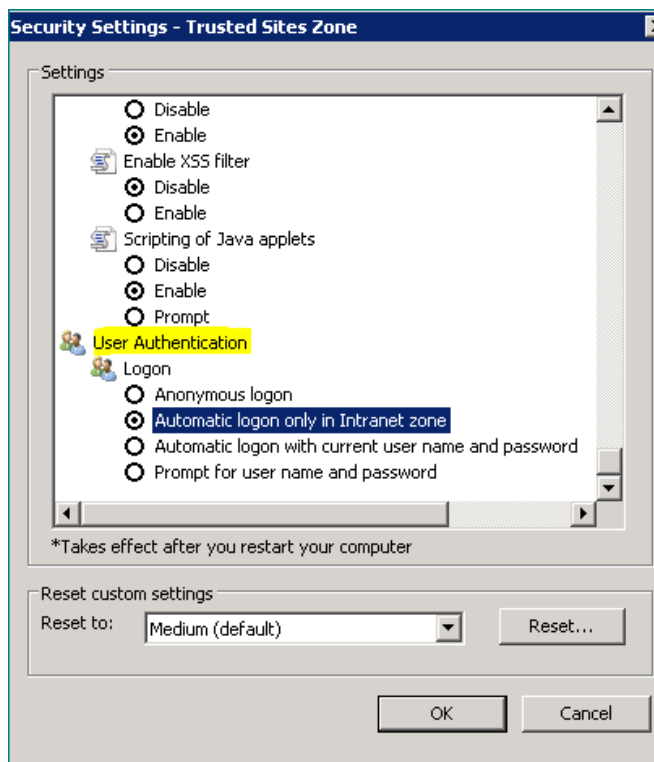 Security Settings - Trusted Sites Zone
Settings
Disable
Enable
Enable XSS filter
Disable
Enable
Scripting of Java applets
Disable
Enable
Prompt
User Authentication
Logon
Anonymous logon
Automatic logon only in Intranet zone
Automatic logon with current user name and password
Prompt for user name and password
*Takes effect after you restart your computer
Reset custom settings
Reset to:
Medium (default)
Reset...
OK
Cancel